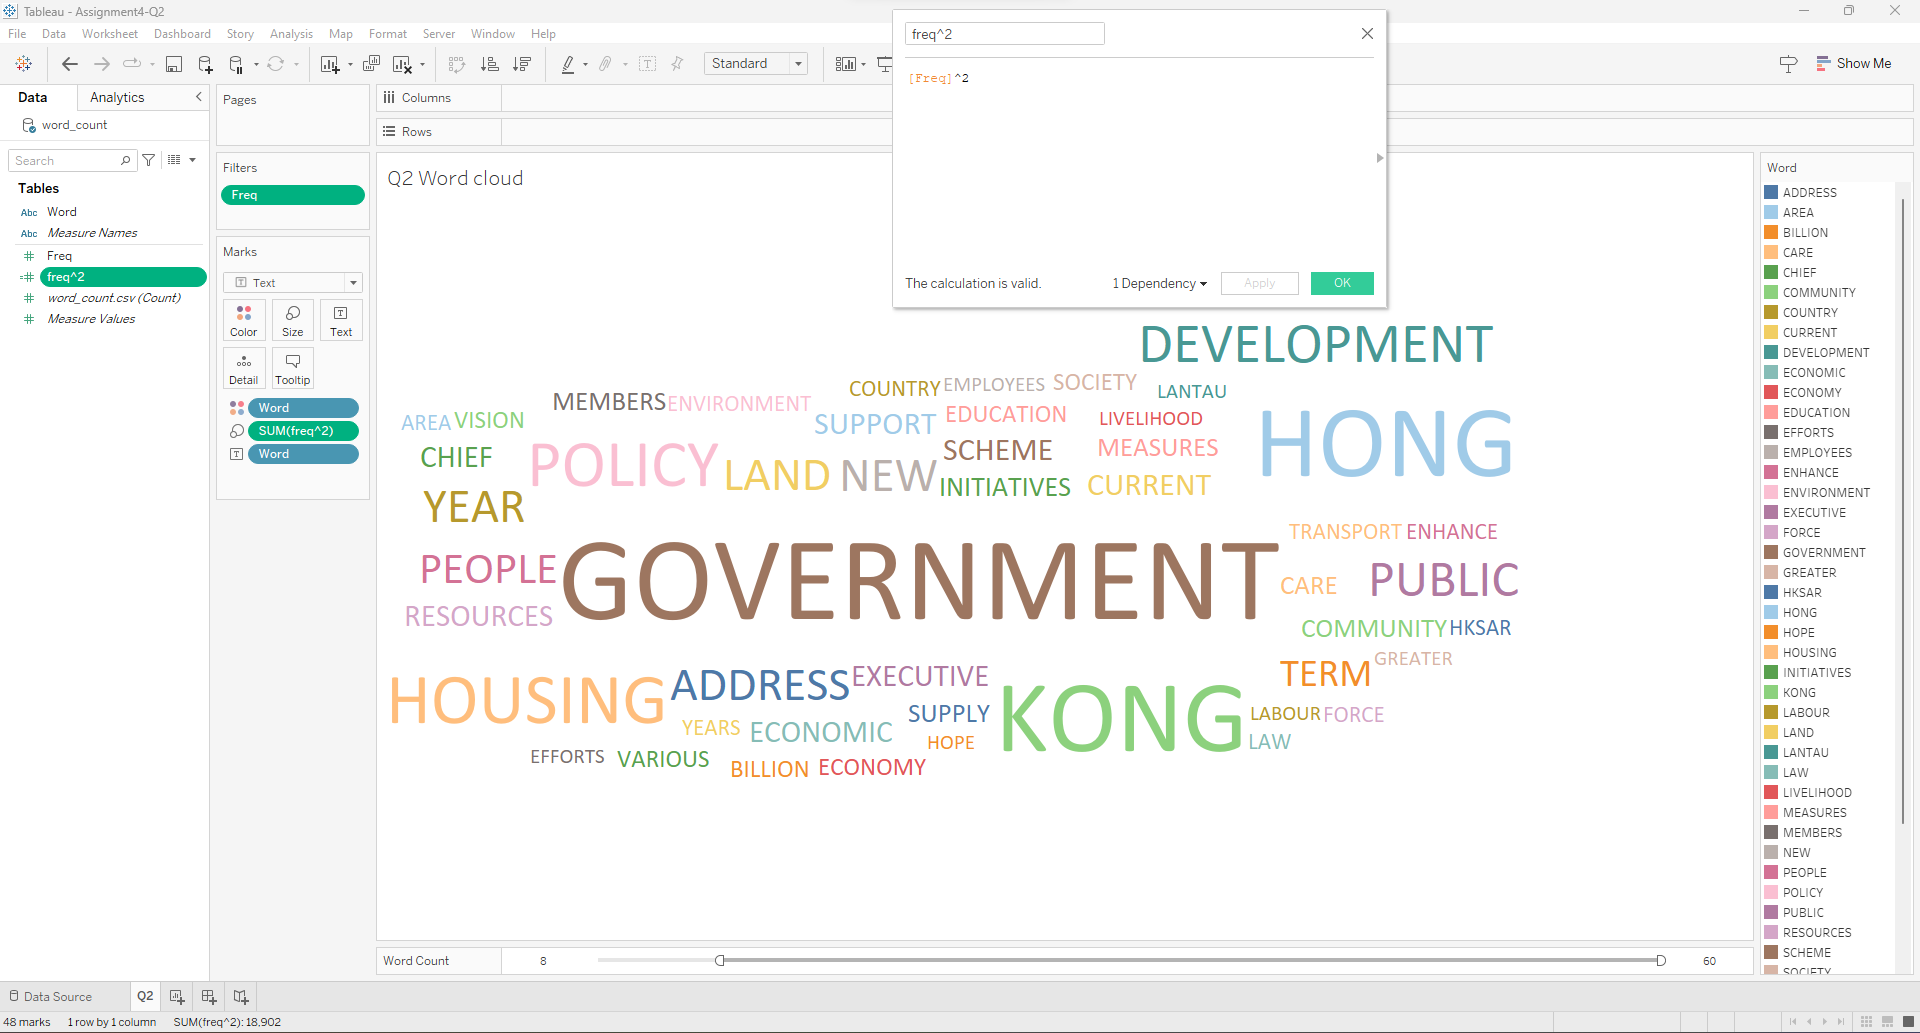 Tableau - Assignment4-Q2
File Data Worksheet Dashboard Story Analysis Map Format Server Window Help
Standard
Show Me
Data Analytics
word_count
Search
Tables
Abc Word
Abc Measure Names
Freq
freq^2
word_count.csv (Count)
Measure Values
Pages
Filters
Freq
Marks
Text
Color Size Text
Detail Tooltip
Word
SUM(freq^2)
Word
Columns
Rows
freq^2
[Freq]^2
The calculation is valid.
1 Dependency
Apply
OK
Q2 Word cloud
DEVELOPMENT
COUNTRY EMPLOYEES SOCIETY
LANTAU
MEMBERS ENVIRONMENT
AREA VISION
SUPPORT EDUCATION LIVELIHOOD
HONG
CHIEF POLICY LAND NEW SCHEME MEASURES
YEAR INITIATIVES CURRENT
TRANSPORT ENHANCE
PEOPLE GOVERNMENT CARE PUBLIC
RESOURCES
COMMUNITY HKSAR
GREATER
HOUSING ADDRESS EXECUTIVE KONG TERM
SUPPLY LABOUR FORCE
YEARS ECONOMIC HOPE LAW
EFFORTS VARIOUS BILLION ECONOMY
Word
ADDRESS
AREA
BILLION
CARE
CHIEF
COMMUNITY
COUNTRY
CURRENT
DEVELOPMENT
ECONOMIC
ECONOMY
EDUCATION
EFFORTS
EMPLOYEES
ENHANCE
ENVIRONMENT
EXECUTIVE
FORCE
GOVERNMENT
GREATER
HKSAR
HONG
HOPE
HOUSING
INITIATIVES
KONG
LABOUR
LAND
LANTAU
LAW
LIVELIHOOD
MEASURES
MEMBERS
NEW
PEOPLE
POLICY
PUBLIC
RESOURCES
SCHEME
SOCIETY
Word Count 8 60
Data Source Q2
48 marks 1 row by 1 column SUM(freq^2): 18,902